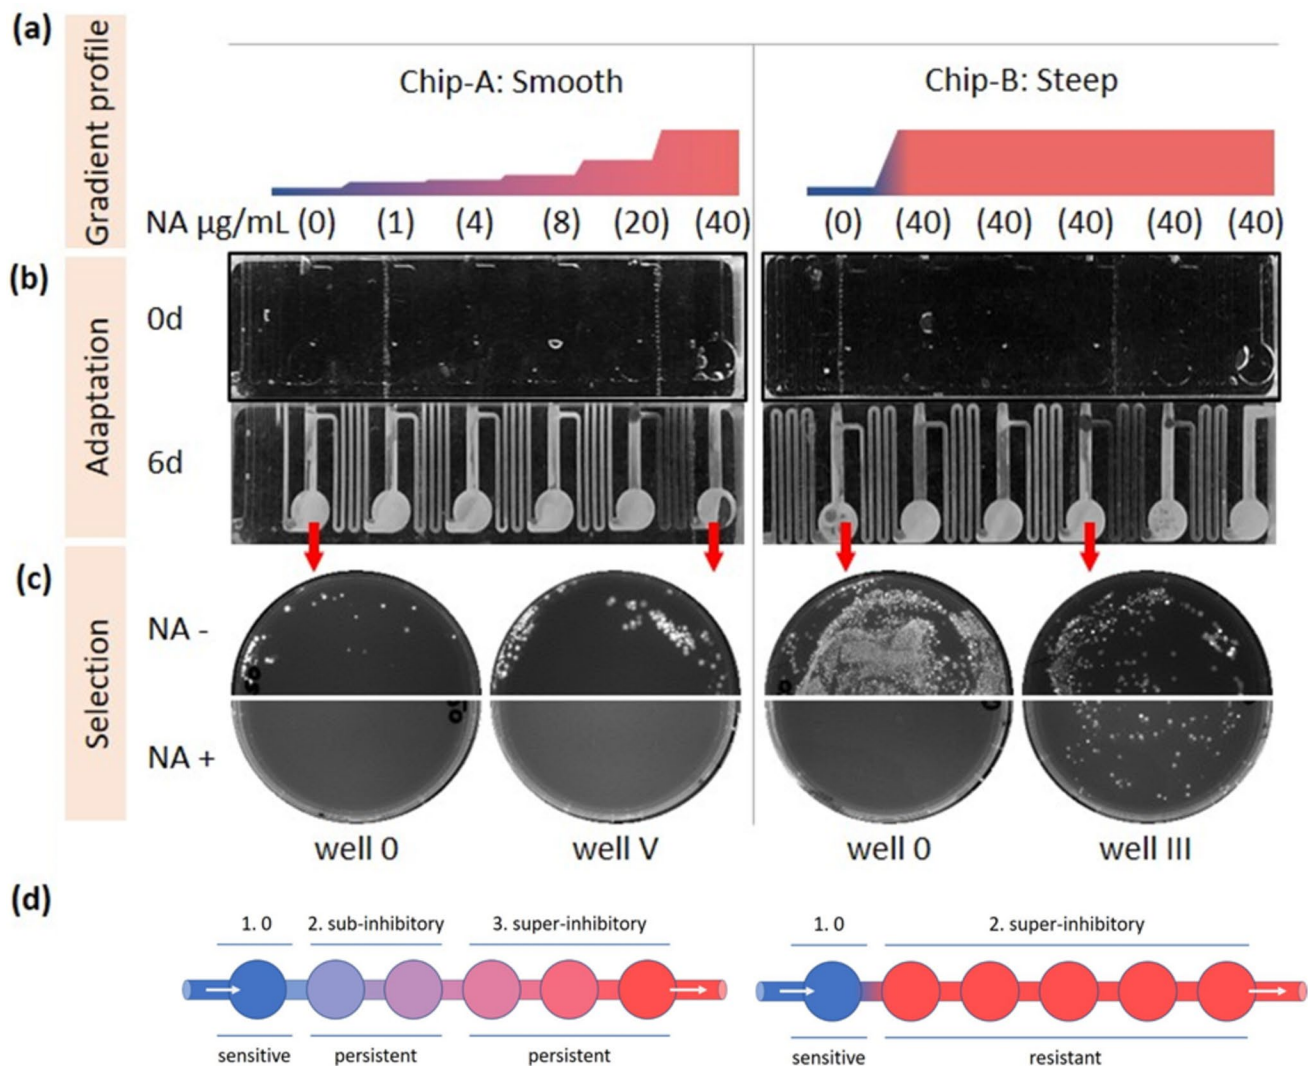 (a)
Gradient profile
Chip-A: Smooth
Chip-B: Steep
NA µg/mL (0) (1) (4) (8) (20) (40)
(0) (40) (40) (40) (40) (40)
(b)
Adaptation
0d
6d
(c)
Selection
NA -
NA +
well 0
well V
well 0
well III
(d)
1. 0
2. sub-inhibitory
3. super-inhibitory
1. 0
2. super-inhibitory
sensitive
persistent
persistent
sensitive
resistant